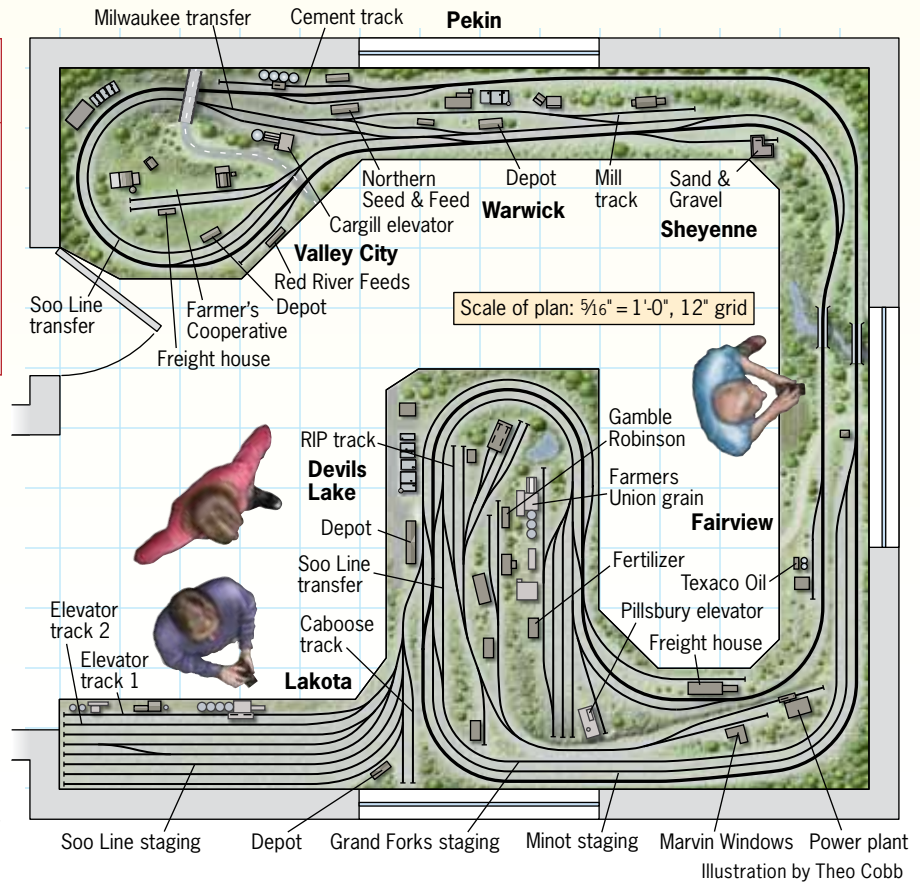 Milwaukee transfer
Cement track
Pekin
Northern
Seed & Feed
Depot
Mill
track
Sand &
Gravel
Warwick
Sheyenne
Cargill elevator
Valley City
Red River Feeds
Soo Line
transfer
Farmer's
Cooperative
Depot
Freight house
Scale of plan: 5/16" = 1'-0", 12" grid
RIP track
Devils
Lake
Gamble
Robinson
Farmers
Union grain
Fairview
Depot
Soo Line
transfer
Fertilizer
Texaco Oil
Pillsbury elevator
Elevator
track 2
Elevator
track 1
Caboose
track
Freight house
Lakota
Soo Line staging
Depot
Grand Forks staging
Minot staging
Marvin Windows
Power plant
Illustration by Theo Cobb